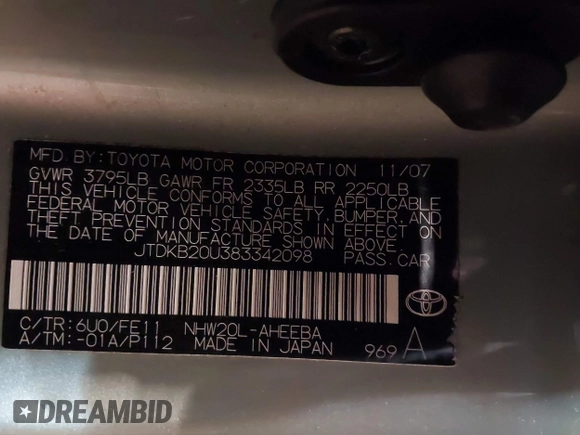 MFD BY: TOYOTA MOTOR CORPORATION 11/07
GVWR 3795LB GAWR FR 2335LB RR 2250LB
THIS VEHICLE CONFORMS TO ALL APPLICABLE
FEDERAL MOTOR VEHICLE SAFETY, BUMPER, AND
THEFT PREVENTION STANDARDS IN EFFECT ON
THE DATE OF MANUFACTURE SHOWN ABOVE.
JTDKB20U383342098 PASS. CAR
C/TR: 6U0/FE11 NHW20L-AHEEBA
A/TM: -01A/P112 MADE IN JAPAN 969 A
DREAMBID